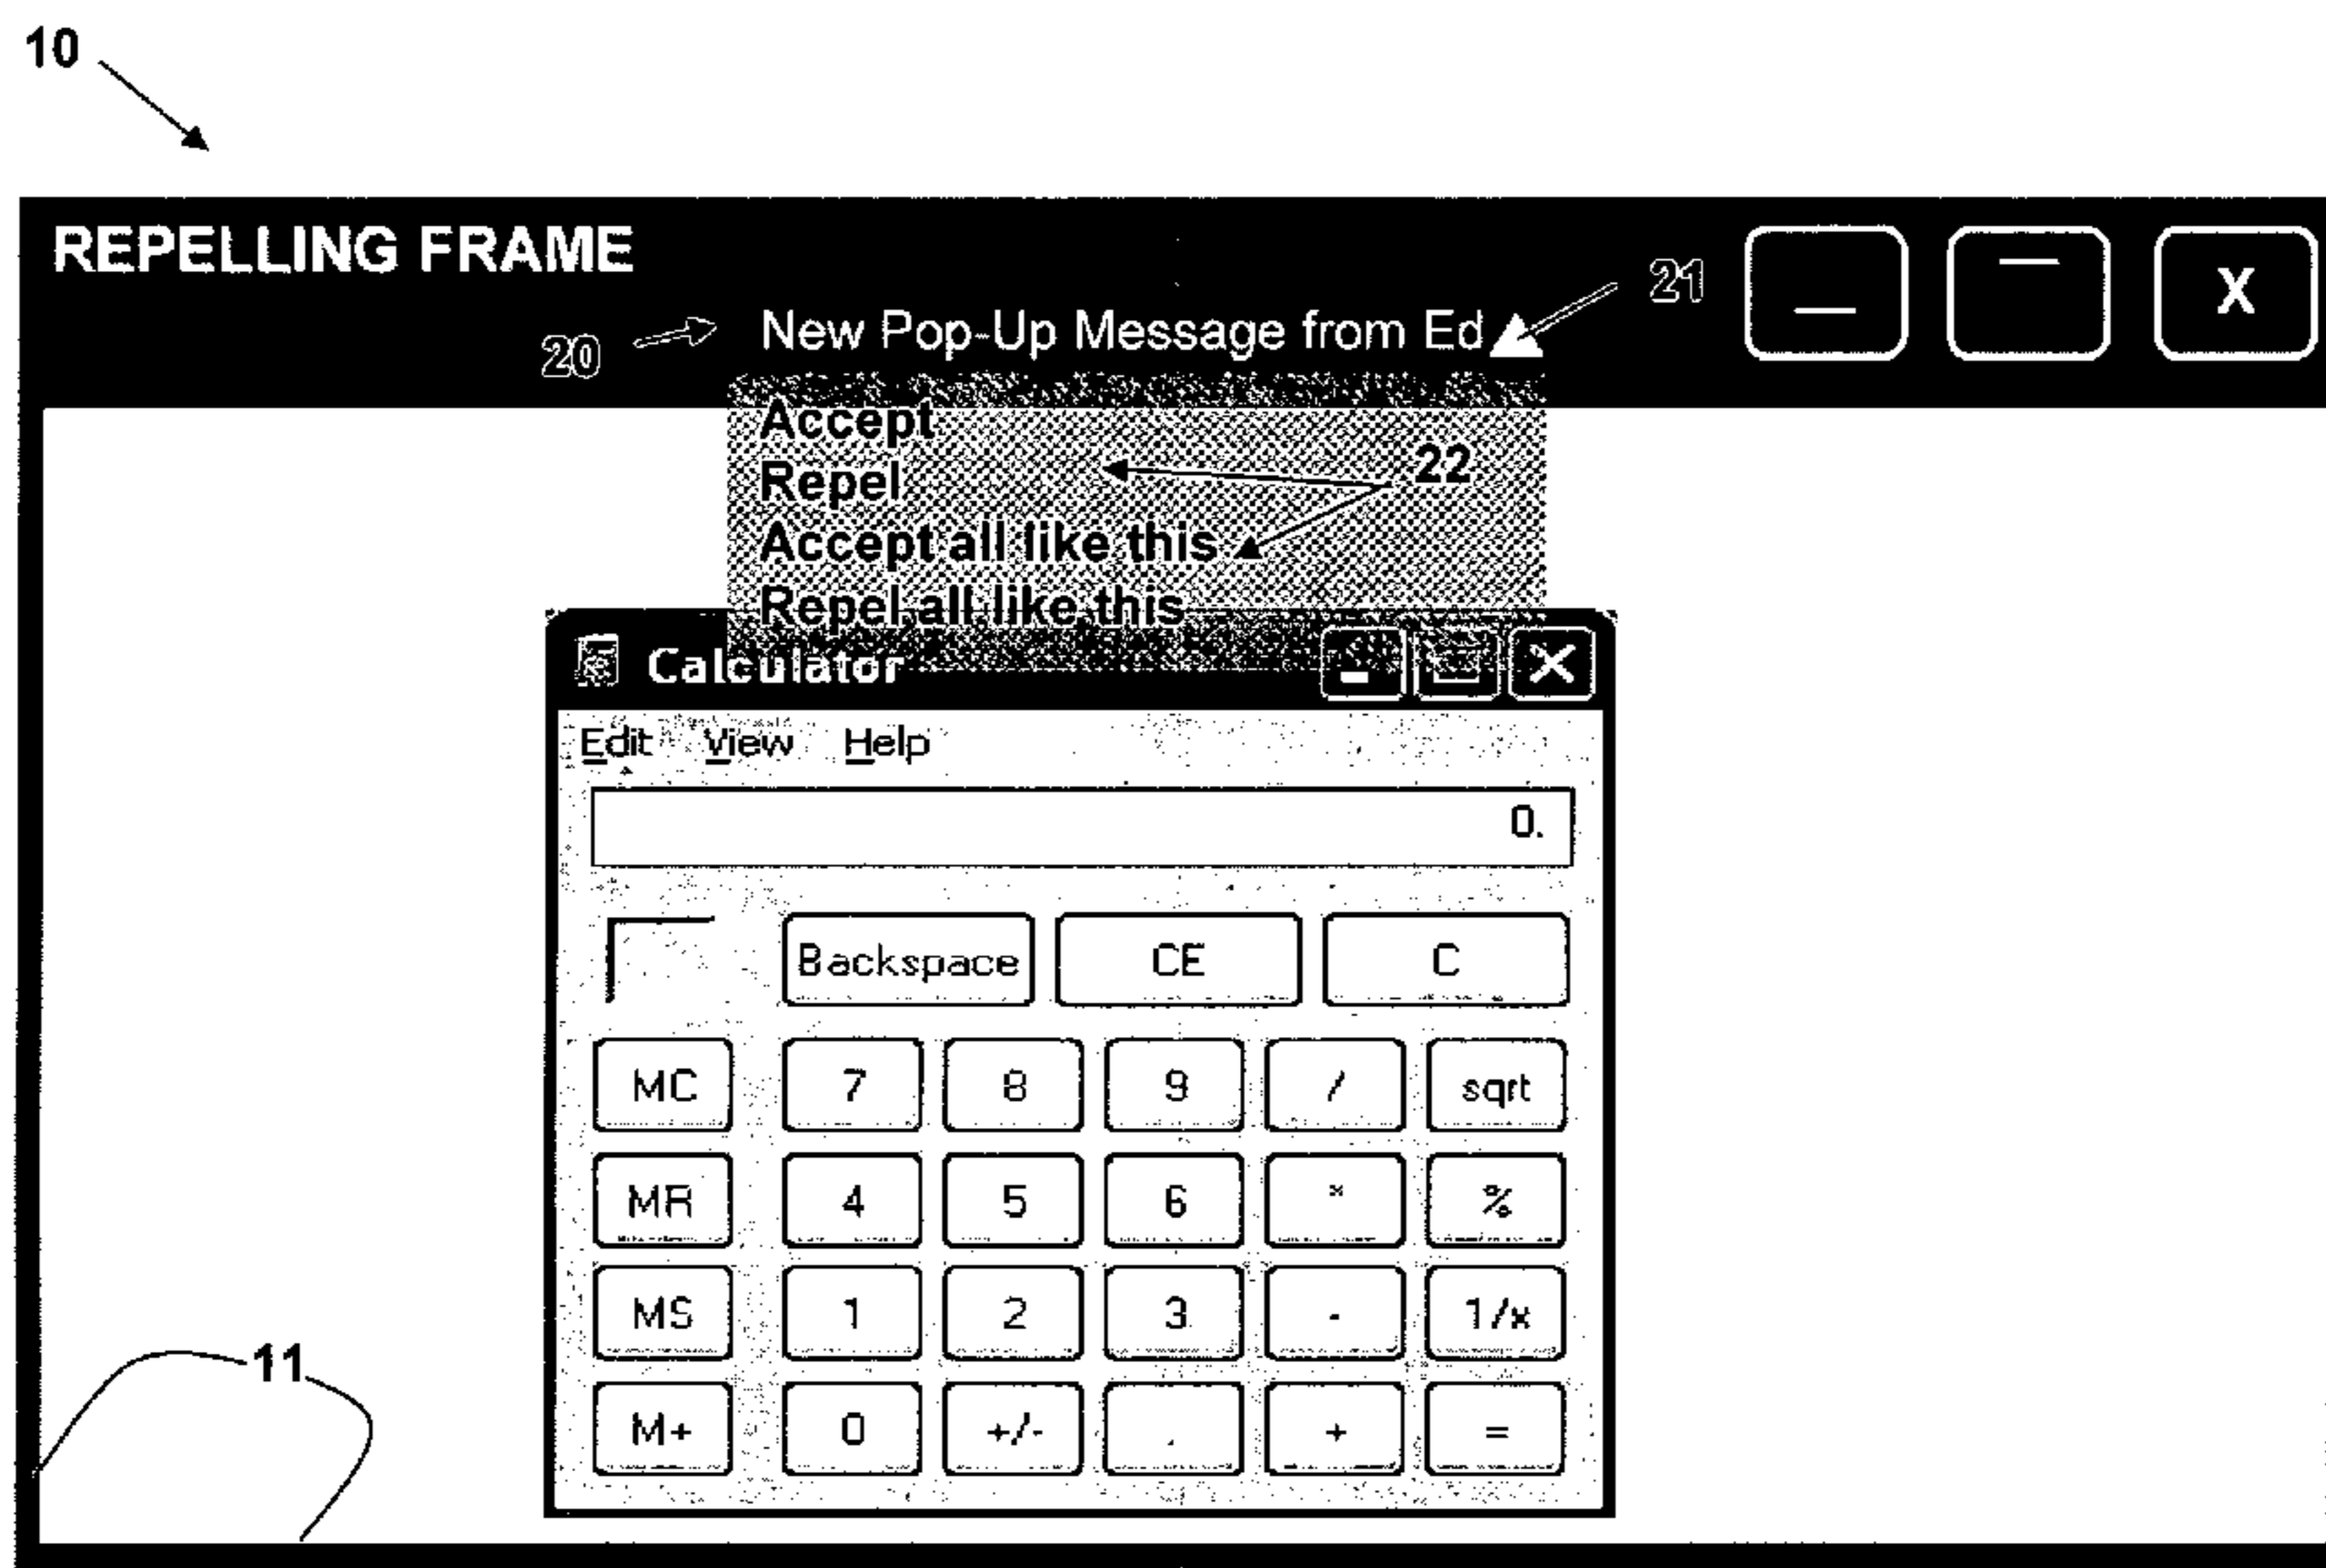 10
REPELLING FRAME
X
20
New Pop-Up Message from Ed
21
Accept
Repel
22
Accept all like this
Repel all like this
Calculator
Edit View Help
0.
Backspace CE C
MC 7 8 9 / sqrt
MR 4 5 6 * %
MS 1 2 3 - 1/x
M+ 0 +/- . + =
11